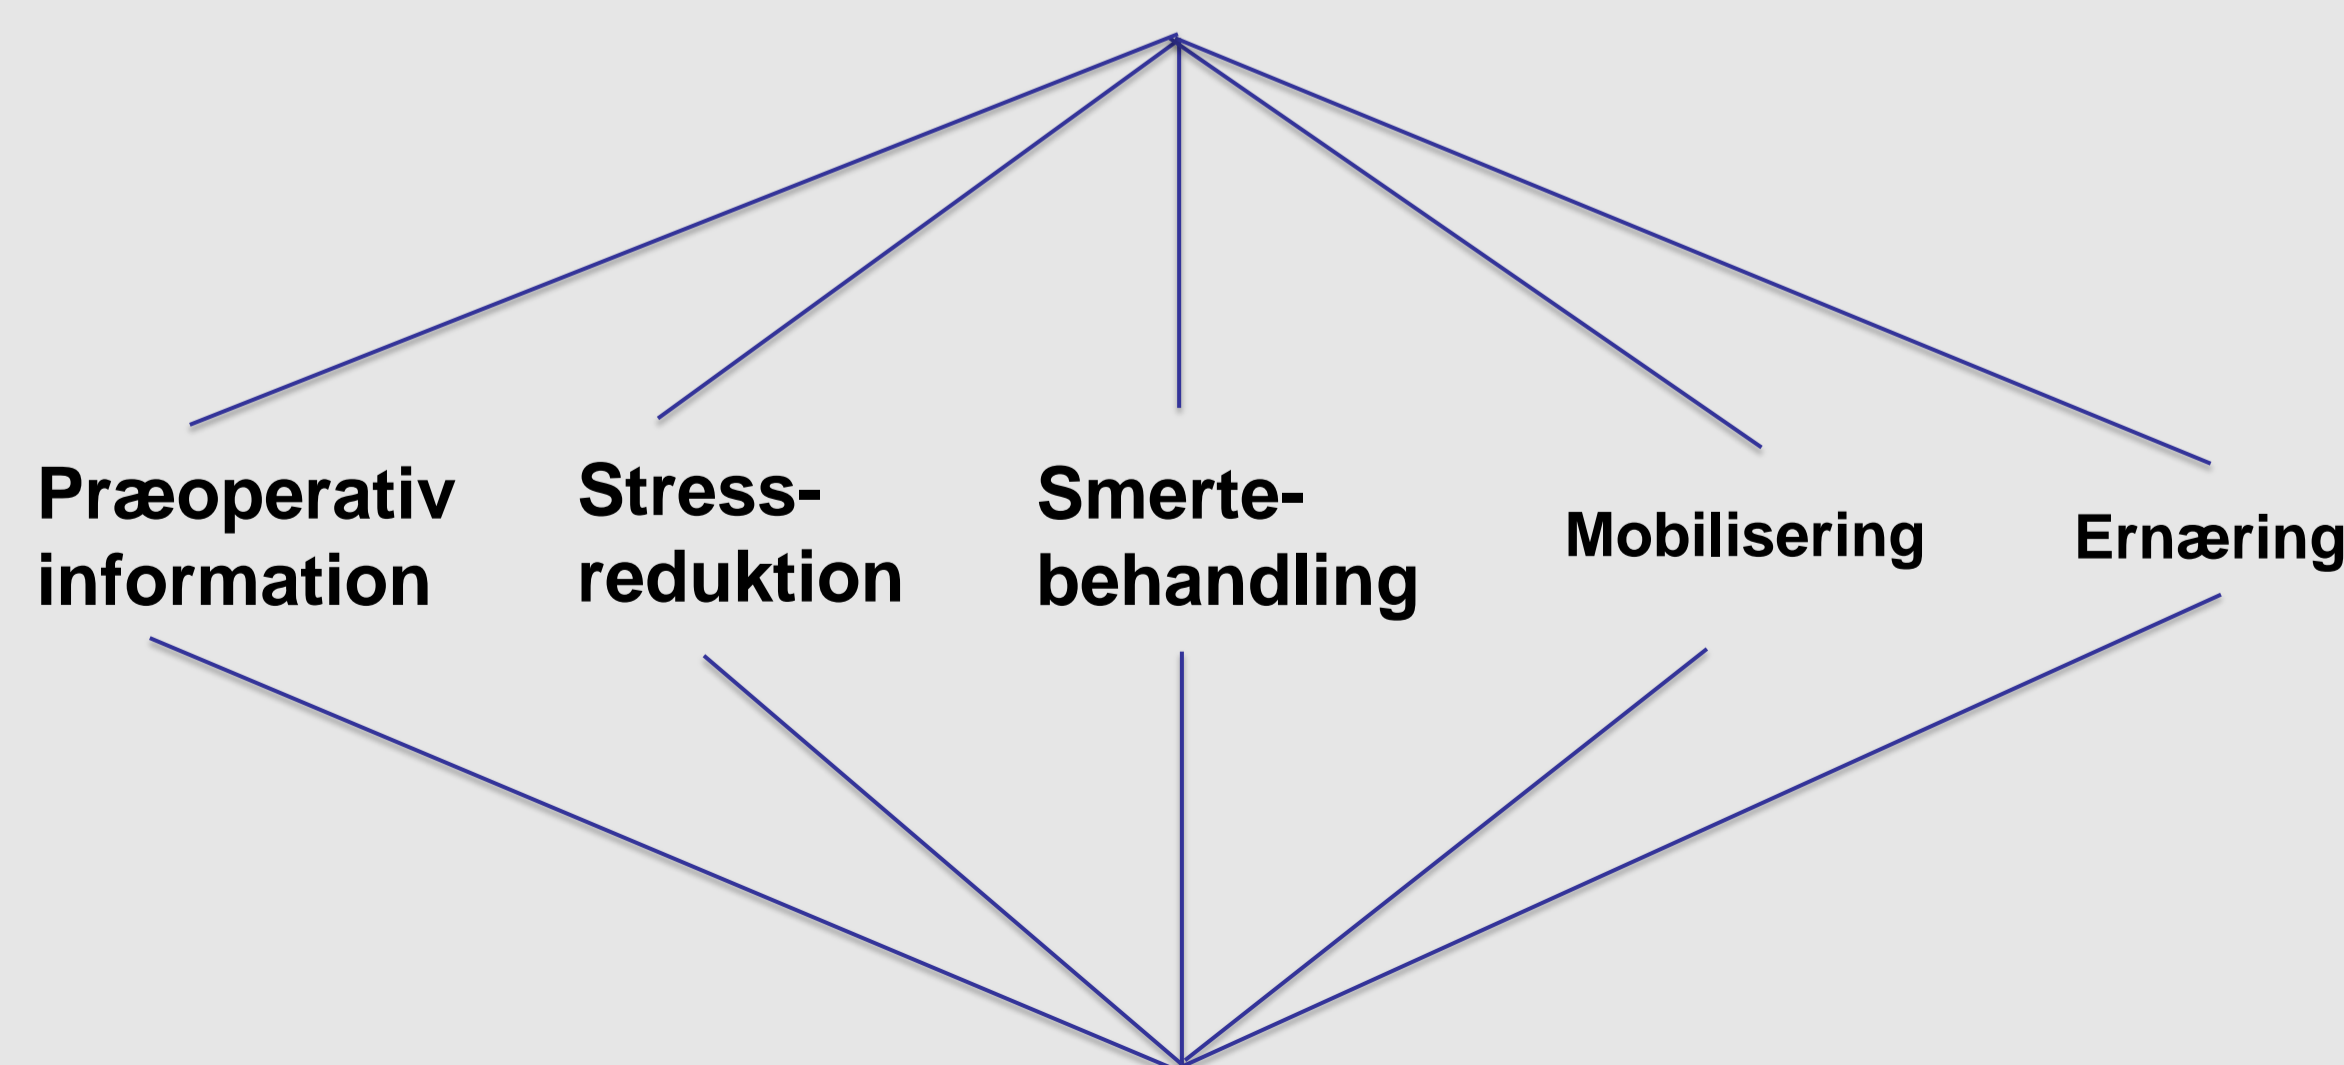 Præoperativ
information
Stress-
reduktion
Smerte-
behandling
Mobilisering
Ernæring